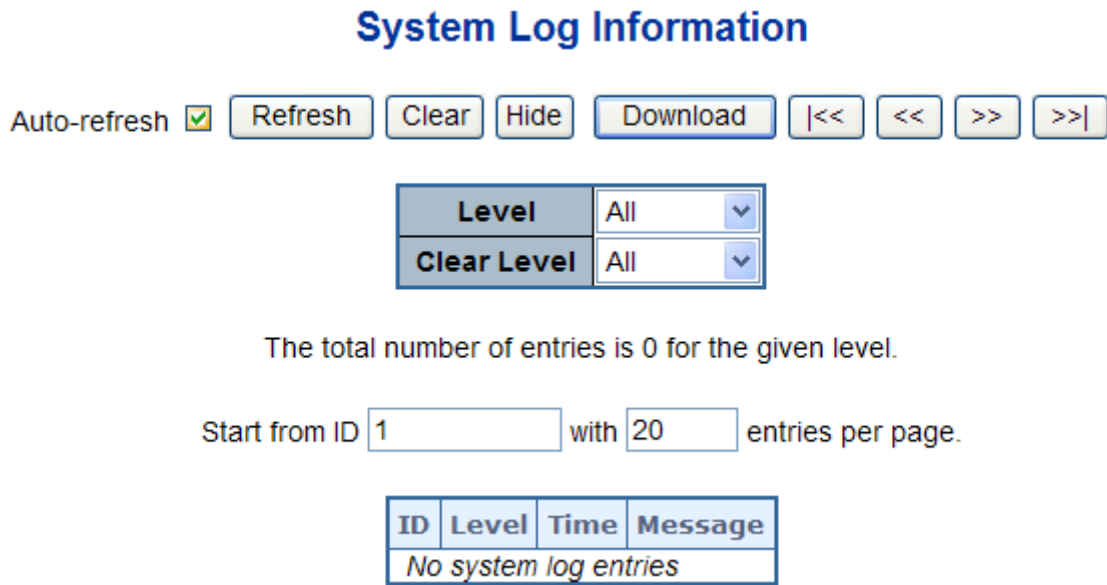 System Log Information
Auto-refresh Refresh Clear Hide Download |<< << >> >>|
Level All
Clear Level All
The total number of entries is 0 for the given level.
Start from ID 1 with 20 entries per page.
ID Level Time Message
No system log entries